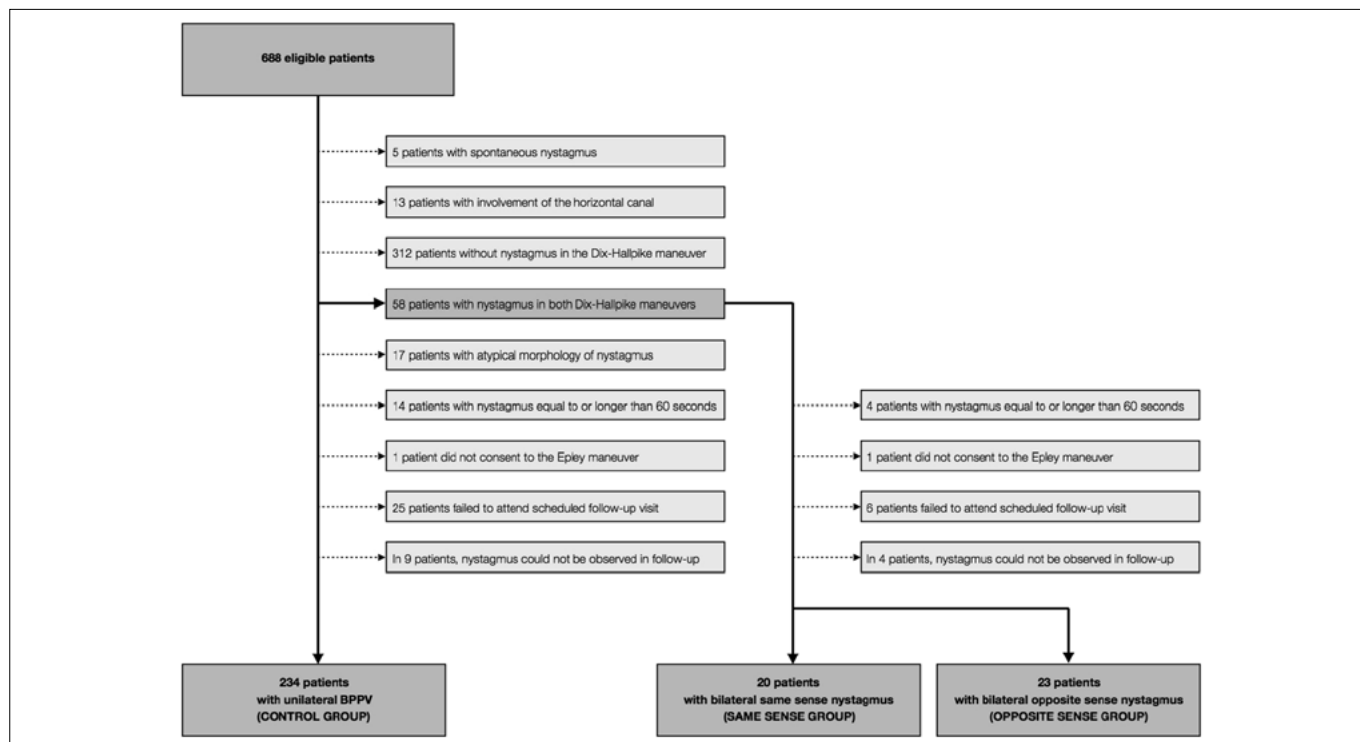 688 eligible patients
5 patients with spontaneous nystagmus
13 patients with involvement of the horizontal canal
312 patients without nystagmus in the Dix-Hallpike maneuver
58 patients with nystagmus in both Dix-Hallpike maneuvers
17 patients with atypical morphology of nystagmus
14 patients with nystagmus equal to or longer than 60 seconds
1 patient did not consent to the Epley maneuver
25 patients failed to attend scheduled follow-up visit
In 9 patients, nystagmus could not be observed in follow-up
4 patients with nystagmus equal to or longer than 60 seconds
1 patient did not consent to the Epley maneuver
6 patients failed to attend scheduled follow-up visit
In 4 patients, nystagmus could not be observed in follow-up
234 patients
with unilateral BPPV
(CONTROL GROUP)
20 patients
with bilateral same sense nystagmus
(SAME SENSE GROUP)
23 patients
with bilateral opposite sense nystagmus
(OPPOSITE SENSE GROUP)